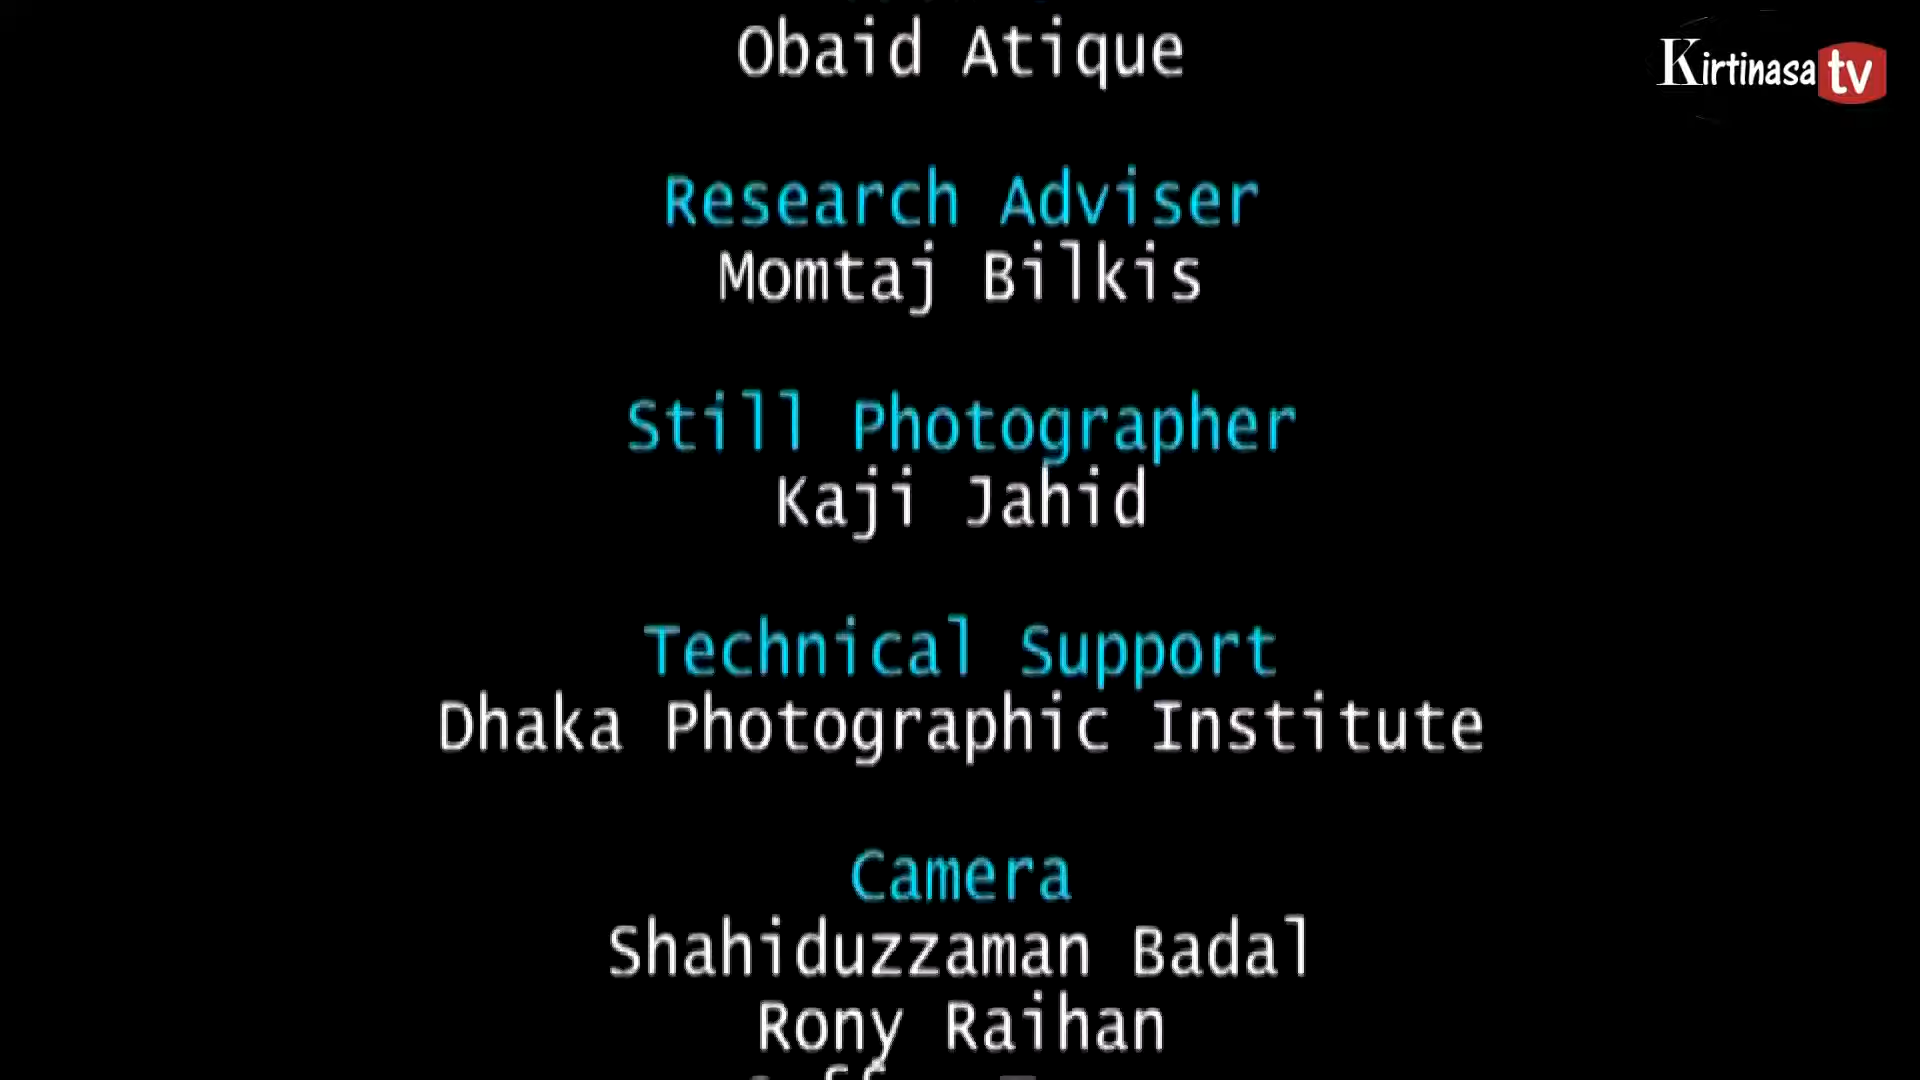 Obaid Atique
Kirtinasa tv
Research Adviser
Momtaj Bilkis
Still Photographer
Kaji Jahid
Technical Support
Dhaka Photographic Institute
Camera
Shahiduzzaman Badal
Rony Raihan